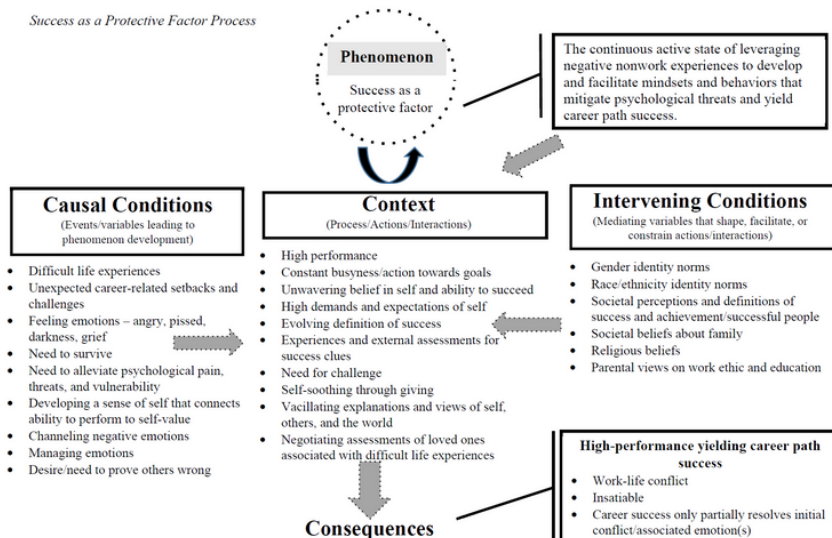 Success as a Protective Factor Process
Phenomenon
Success as a
protective factor
The continuous active state of leveraging
negative nonwork experiences to develop
and facilitate mindsets and behaviors that
mitigate psychological threats and yield
career path success.
Causal Conditions
(Events/variables leading to
phenomenon development)
• Difficult life experiences
• Unexpected career-related setbacks and
challenges
• Feeling emotions – angry, pissed,
darkness, grief
• Need to survive
• Need to alleviate psychological pain,
threats, and vulnerability
• Developing a sense of self that connects
ability to perform to self-value
• Channeling negative emotions
• Managing emotions
• Desire/need to prove others wrong
Context
(Process/Actions/Interactions)
• High performance
• Constant busyness/action towards goals
• Unwavering belief in self and ability to succeed
• High demands and expectations of self
• Evolving definition of success
• Experiences and external assessments for
success clues
• Need for challenge
• Self-soothing through giving
• Vacillating explanations and views of self,
others, and the world
• Negotiating assessments of loved ones
associated with difficult life experiences
Intervening Conditions
(Mediating variables that shape, facilitate, or
constrain actions/interactions)
• Gender identity norms
• Race/ethnicity identity norms
• Societal perceptions and definitions of
success and achievement/successful people
• Societal beliefs about family
• Religious beliefs
• Parental views on work ethic and education
Consequences
High-performance yielding career path
success
• Work-life conflict
• Insatiable
• Career success only partially resolves initial
conflict/associated emotion(s)